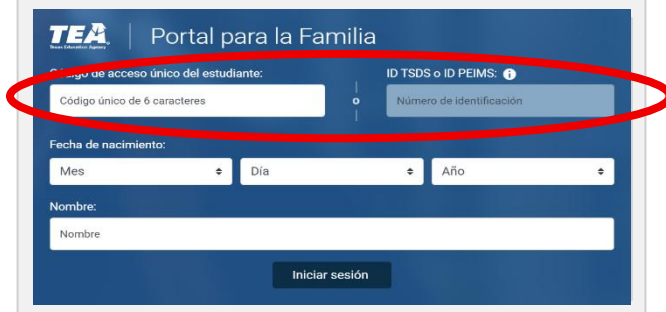 TEA Portal para la Familia
Texas Education Agency
Código de acceso único del estudiante: ID TSDS o ID PEIMS: i
Código único de 6 caracteres o Número de identificación
Fecha de nacimiento:
Mes Día Año
Nombre:
Nombre
Iniciar sesión